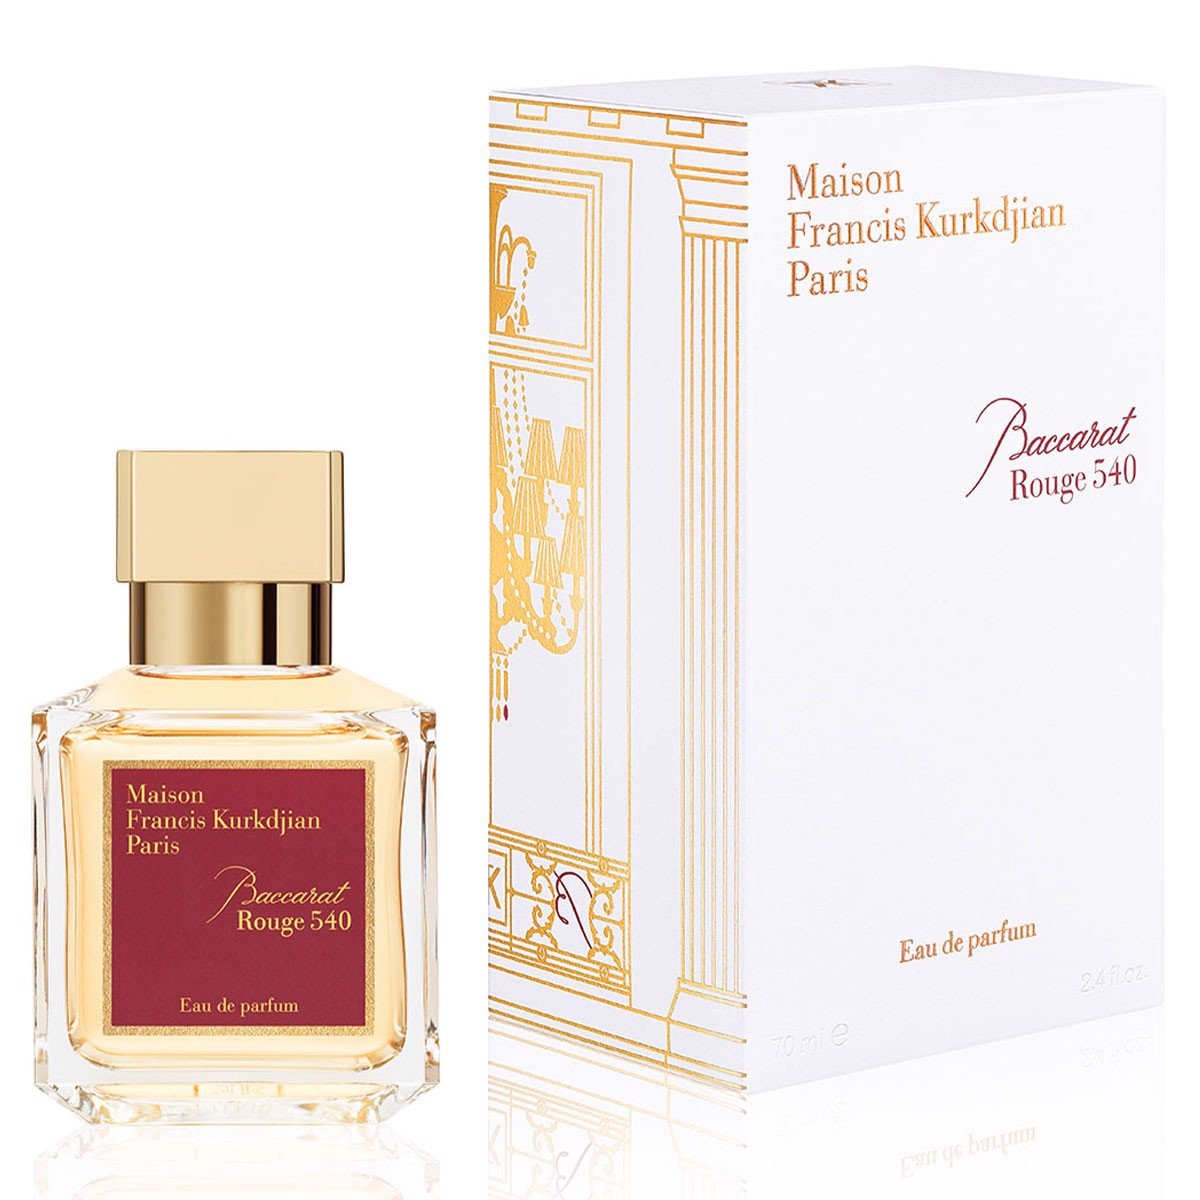 Maison
Francis Kurkdjian
Paris
Baccarat
Rouge 540
Eau de parfum
2.4 fl.oz.
70 ml ℮
Maison
Francis Kurkdjian
Paris
Baccarat
Rouge 540
Eau de parfum